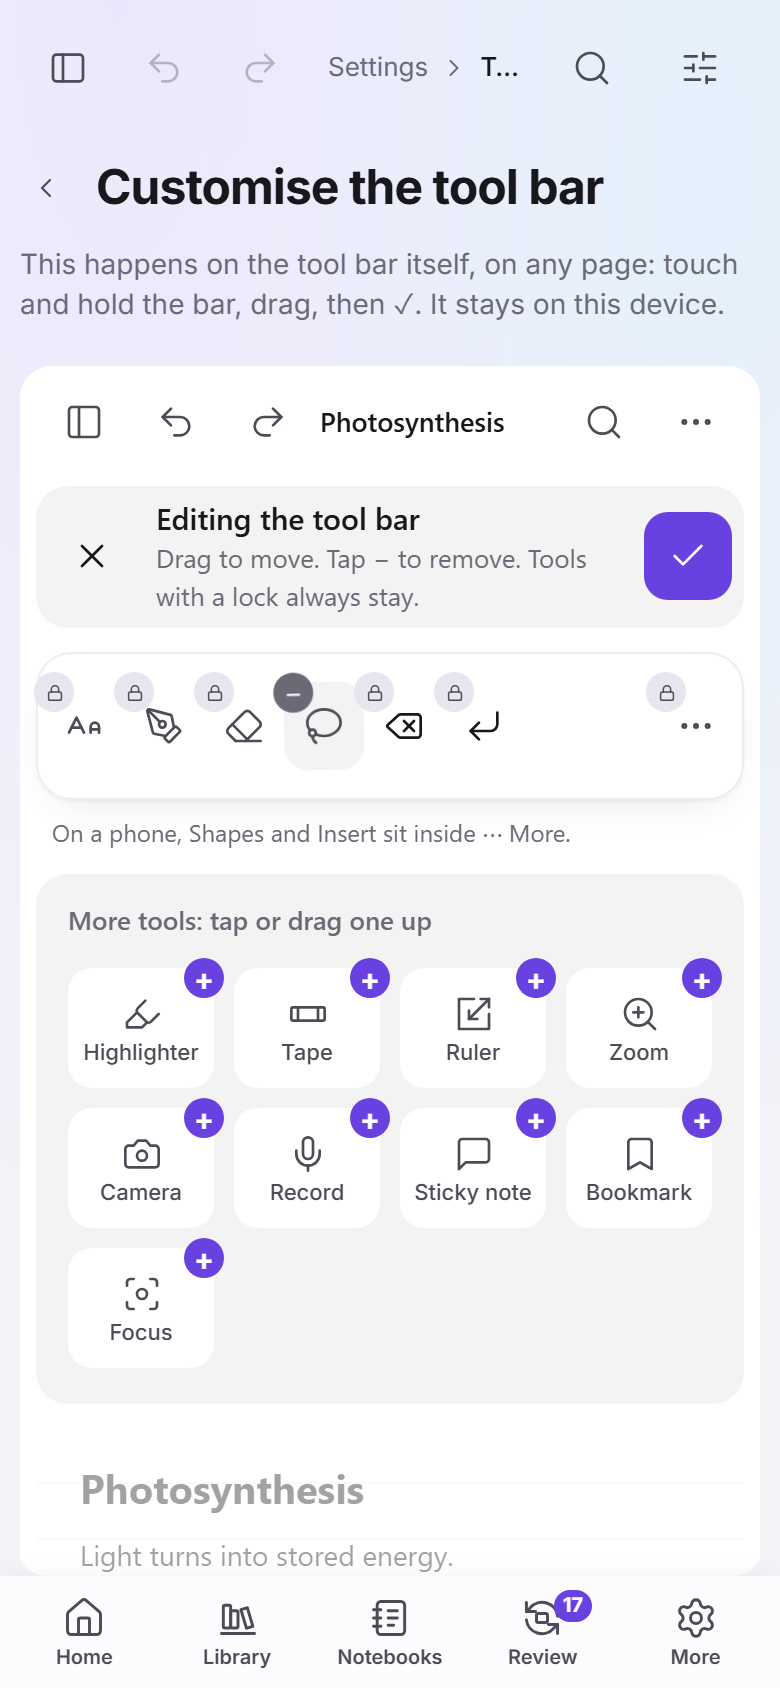 Settings > T...
Customise the tool bar
This happens on the tool bar itself, on any page: touch
and hold the bar, drag, then ✓. It stays on this device.
Photosynthesis
Editing the tool bar
Drag to move. Tap – to remove. Tools
with a lock always stay.
Aa
On a phone, Shapes and Insert sit inside ··· More.
More tools: tap or drag one up
Highlighter
Tape
Ruler
Zoom
Camera
Record
Sticky note
Bookmark
Focus
Photosynthesis
Light turns into stored energy.
17
Home
Library
Notebooks
Review
More